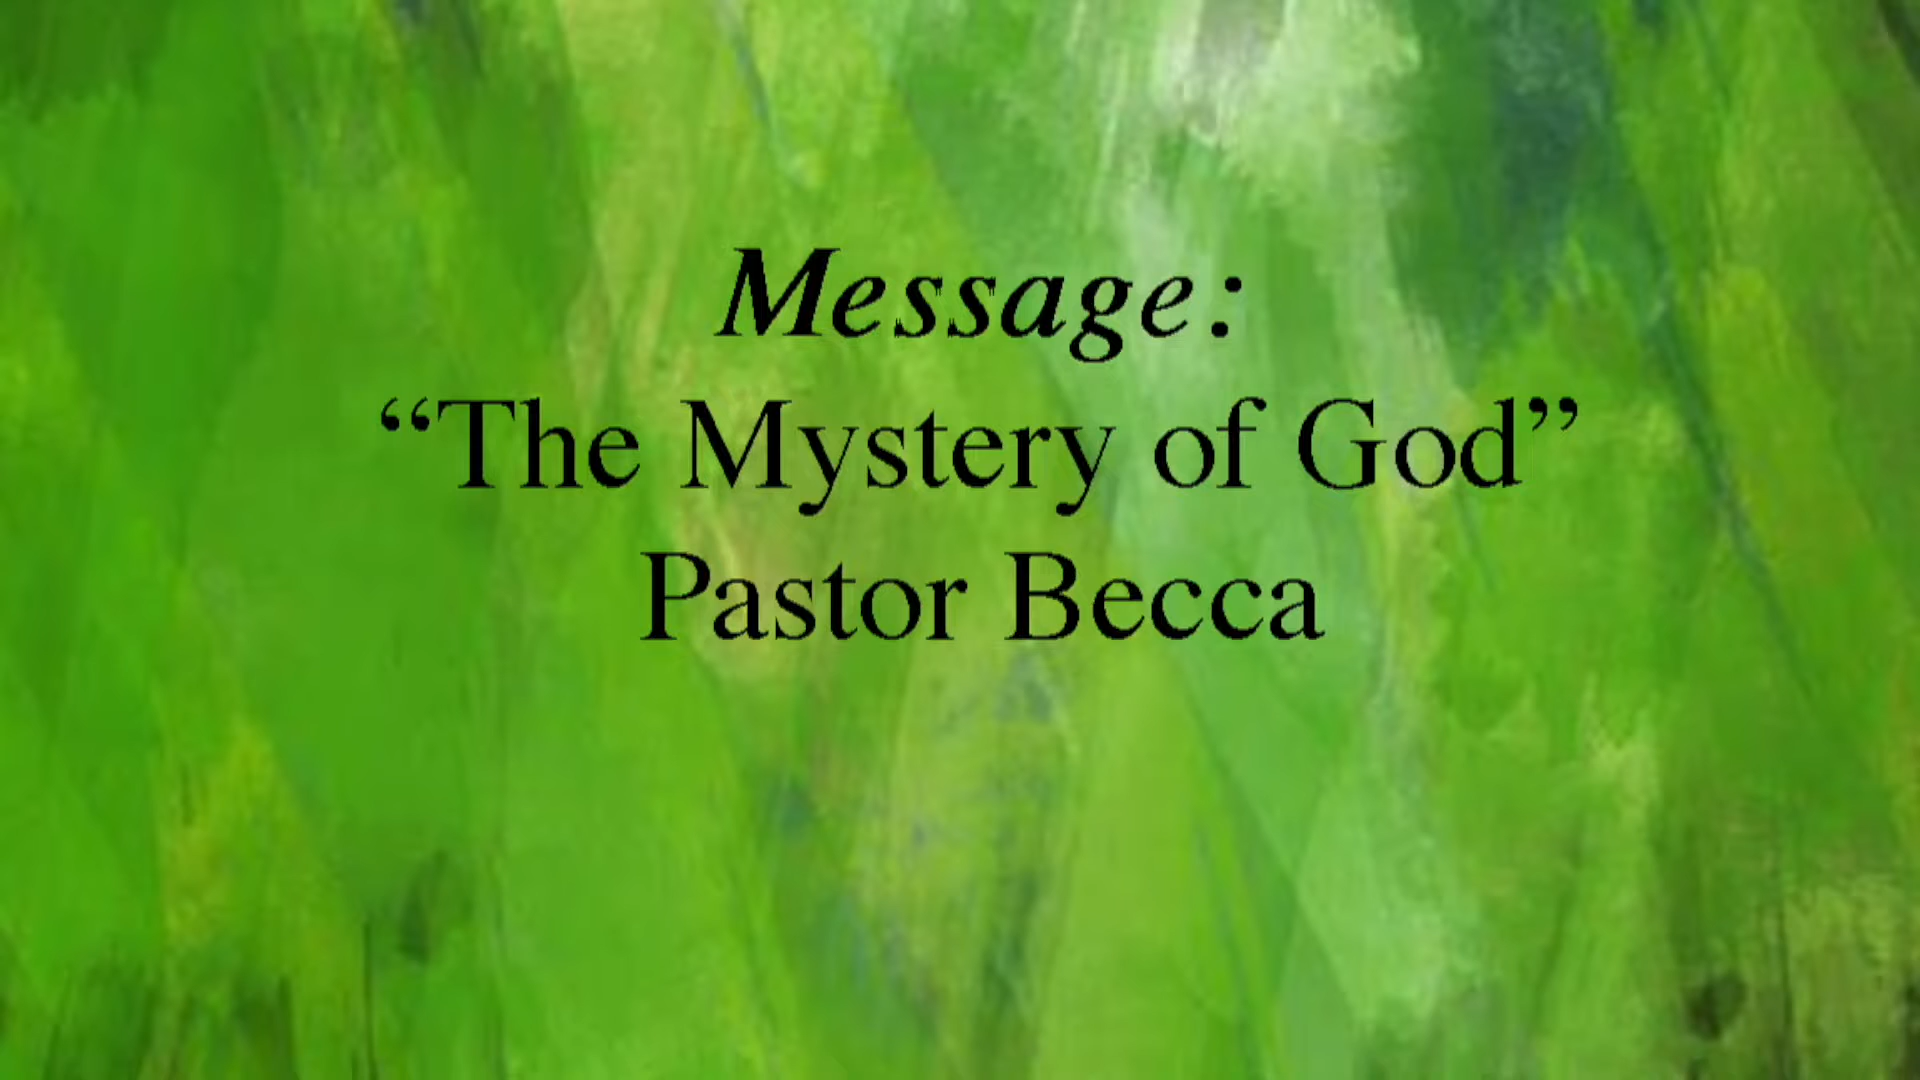 Message:
“The Mystery of God”
Pastor Becca